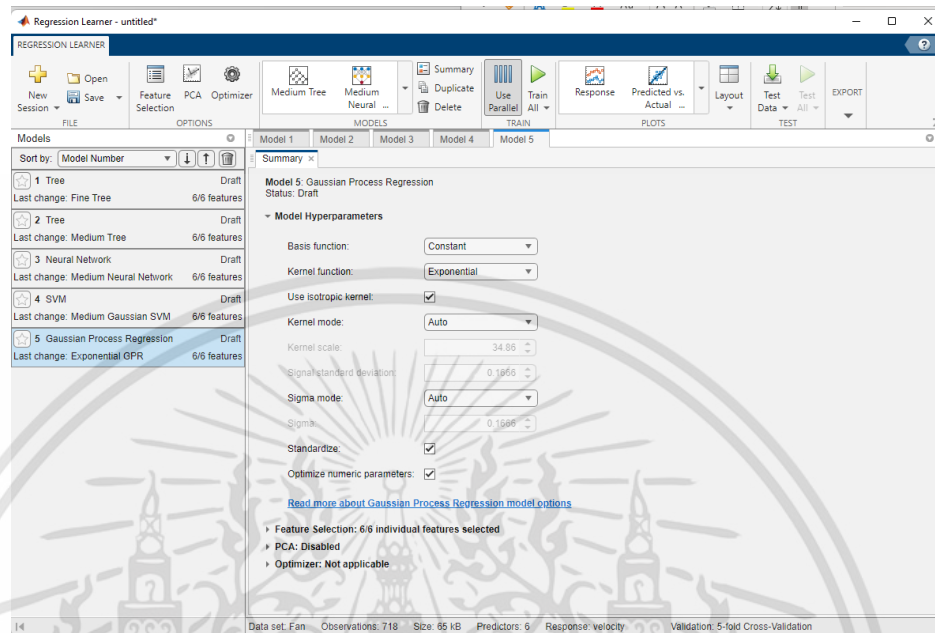 Regression Learner - untitled*
REGRESSION LEARNER
New Session
Open
Save
FILE
Feature Selection
PCA
Optimizer
OPTIONS
Medium Tree
Medium Neural ...
Summary
Duplicate
Delete
MODELS
Use Parallel
Train All
TRAIN
Response
Predicted vs. Actual ...
Layout
PLOTS
Test Data
Test All
TEST
EXPORT
Models
Sort by: Model Number
1 Tree Draft
Last change: Fine Tree 6/6 features
2 Tree Draft
Last change: Medium Tree 6/6 features
3 Neural Network Draft
Last change: Medium Neural Network 6/6 features
4 SVM Draft
Last change: Medium Gaussian SVM 6/6 features
5 Gaussian Process Regression Draft
Last change: Exponential GPR 6/6 features
Model 1 Model 2 Model 3 Model 4 Model 5
Summary ×
Model 5: Gaussian Process Regression
Status: Draft
Model Hyperparameters
Basis function: Constant
Kernel function: Exponential
Use isotropic kernel:
Kernel mode: Auto
Kernel scale: 34.86
Signal standard deviation: 0.1666
Sigma mode: Auto
Sigma: 0.1666
Standardize:
Optimize numeric parameters:
Read more about Gaussian Process Regression model options
Feature Selection: 6/6 individual features selected
PCA: Disabled
Optimizer: Not applicable
Data set: Fan Observations: 718 Size: 65 kB Predictors: 6 Response: velocity Validation: 5-fold Cross-Validation